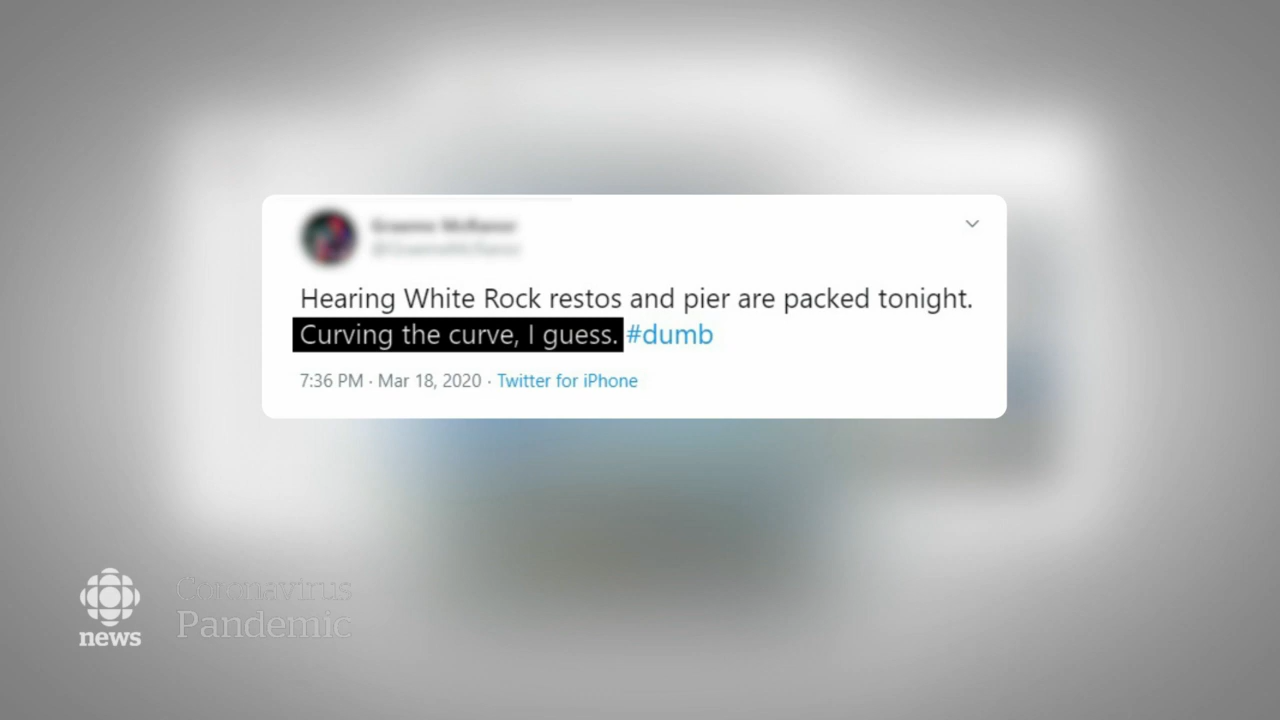 Hearing White Rock restos and pier are packed tonight.
Curving the curve, I guess. #dumb
7:36 PM · Mar 18, 2020 · Twitter for iPhone
Coronavirus
Pandemic
news